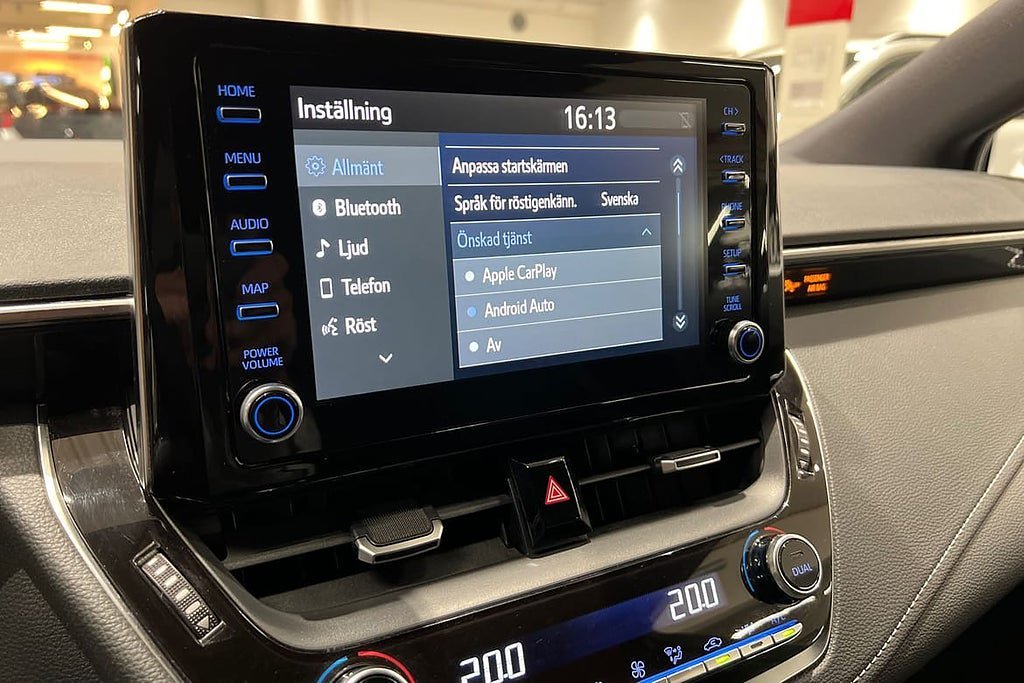 HOME
MENU
AUDIO
MAP
POWER
VOLUME
Inställning
16:13
Allmänt
Bluetooth
Ljud
Telefon
Röst
Anpassa startskärmen
Språk för röstigenkänn. Svenska
Önskad tjänst
Apple CarPlay
Android Auto
Av
CH >
< TRACK
PHONE
SETUP
TUNE
SCROLL
PASSENGER
AIRBAG
DUAL
20.0
20.0
A/C